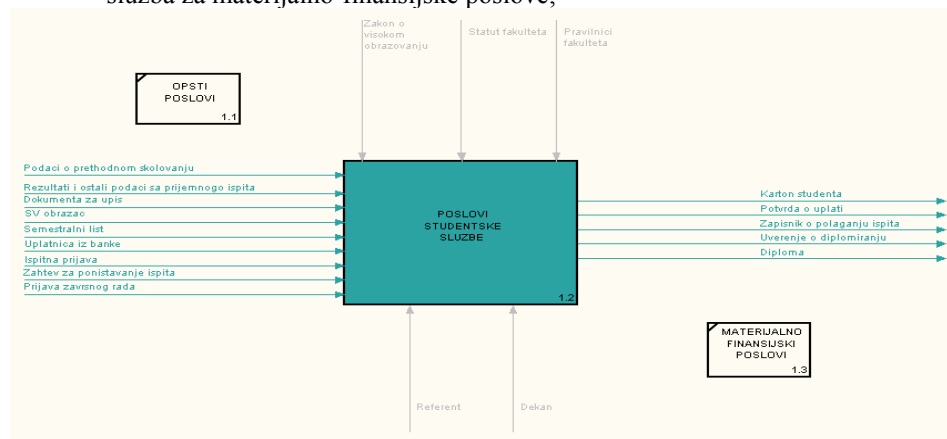 služba za materijalno-finansijske poslove;
Zakon o
visokom
obrazovanju
Statut fakulteta
Pravilnici
fakulteta
OPSTI
POSLOVI
1.1
Podaci o prethodnom skolovanju
Rezultati i ostali podaci sa prijemnogo ispita
Dokumenta za upis
SV obrazac
Semestralni list
Uplatnica iz banke
Ispitna prijava
Zahtev za ponistavanje ispita
Prijava zavrsnog rada
POSLOVI
STUDENTSKE
SLUZBE
1.2
Karton studenta
Potvrda o uplati
Zapisnik o polaganju ispita
Uverenje o diplomiranju
Diploma
MATERIJALNO
FINANSIJSKI
POSLOVI
1.3
Referent
Dekan